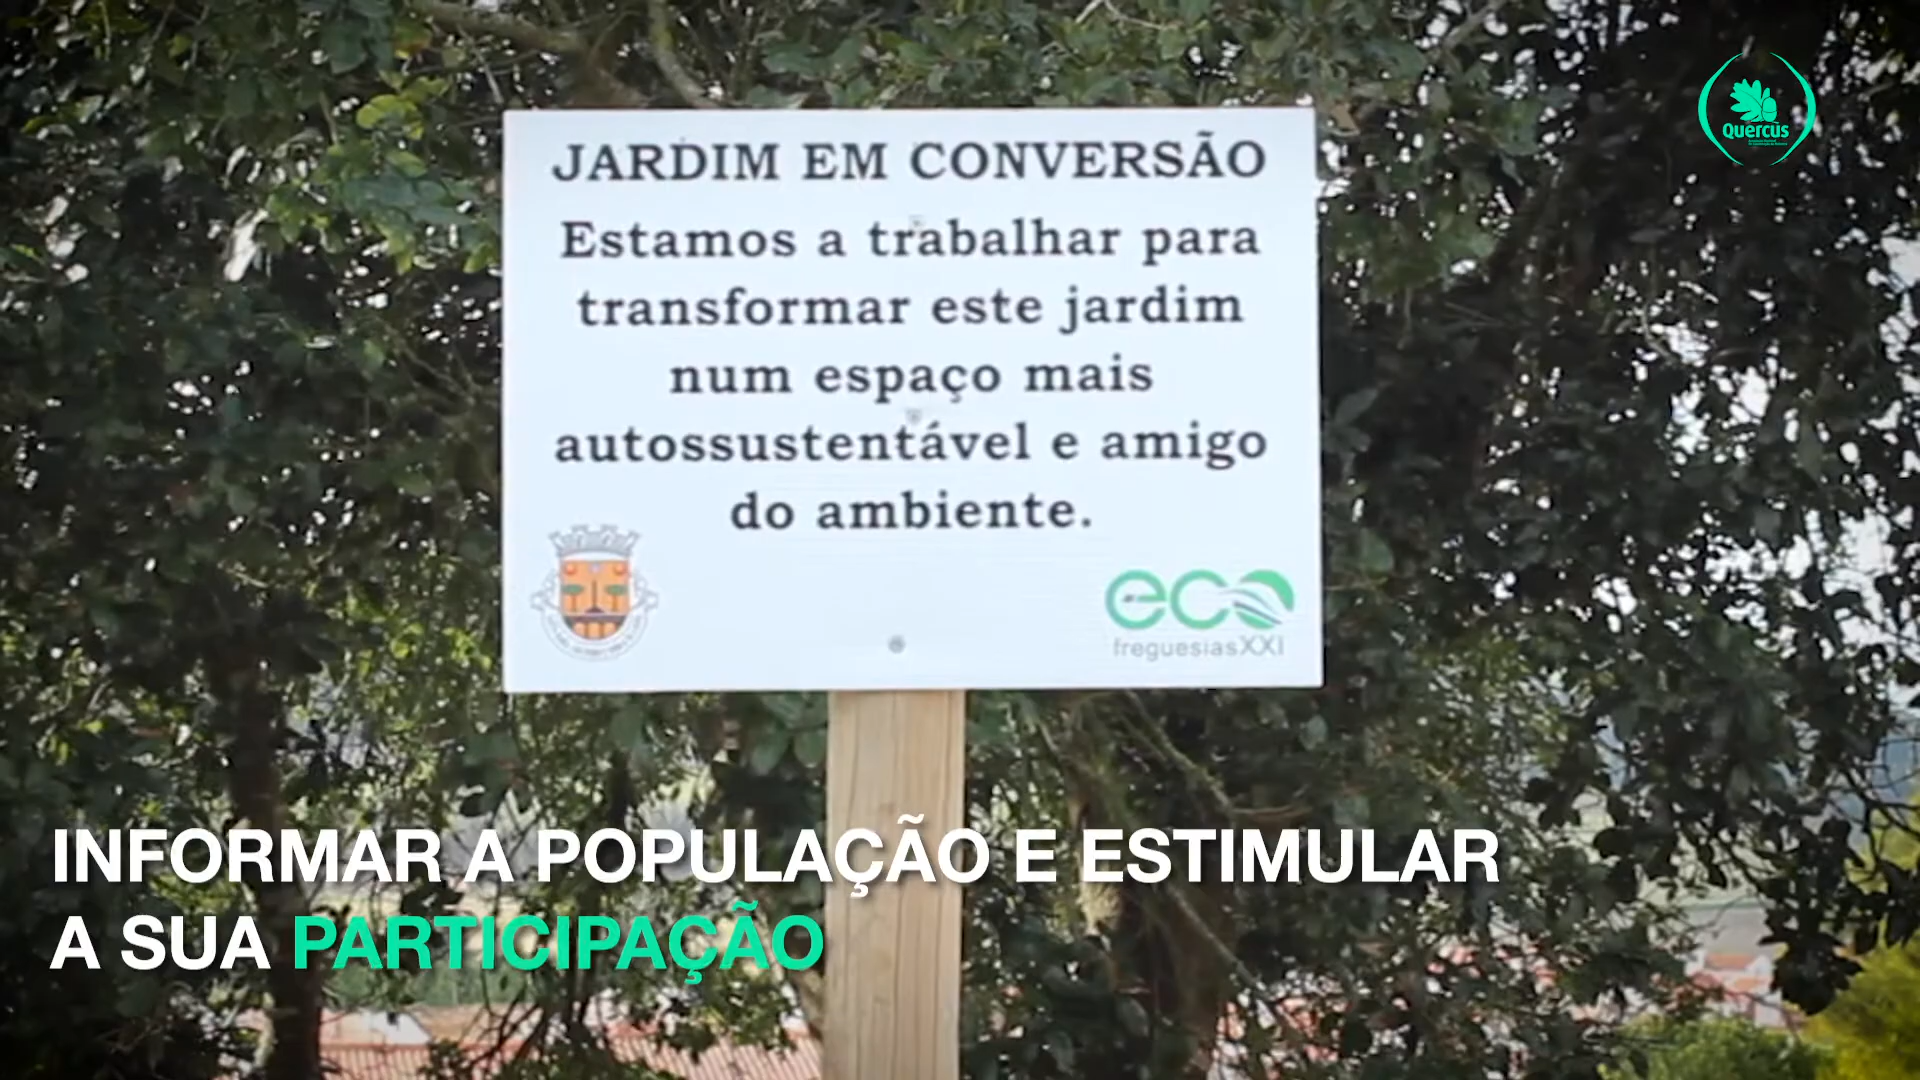 Quercus
JARDIM EM CONVERSÃO
Estamos a trabalhar para
transformar este jardim
num espaço mais
autossustentável e amigo
do ambiente.
eco
freguesiasXXI
INFORMAR A POPULAÇÃO E ESTIMULAR
A SUA PARTICIPAÇÃO